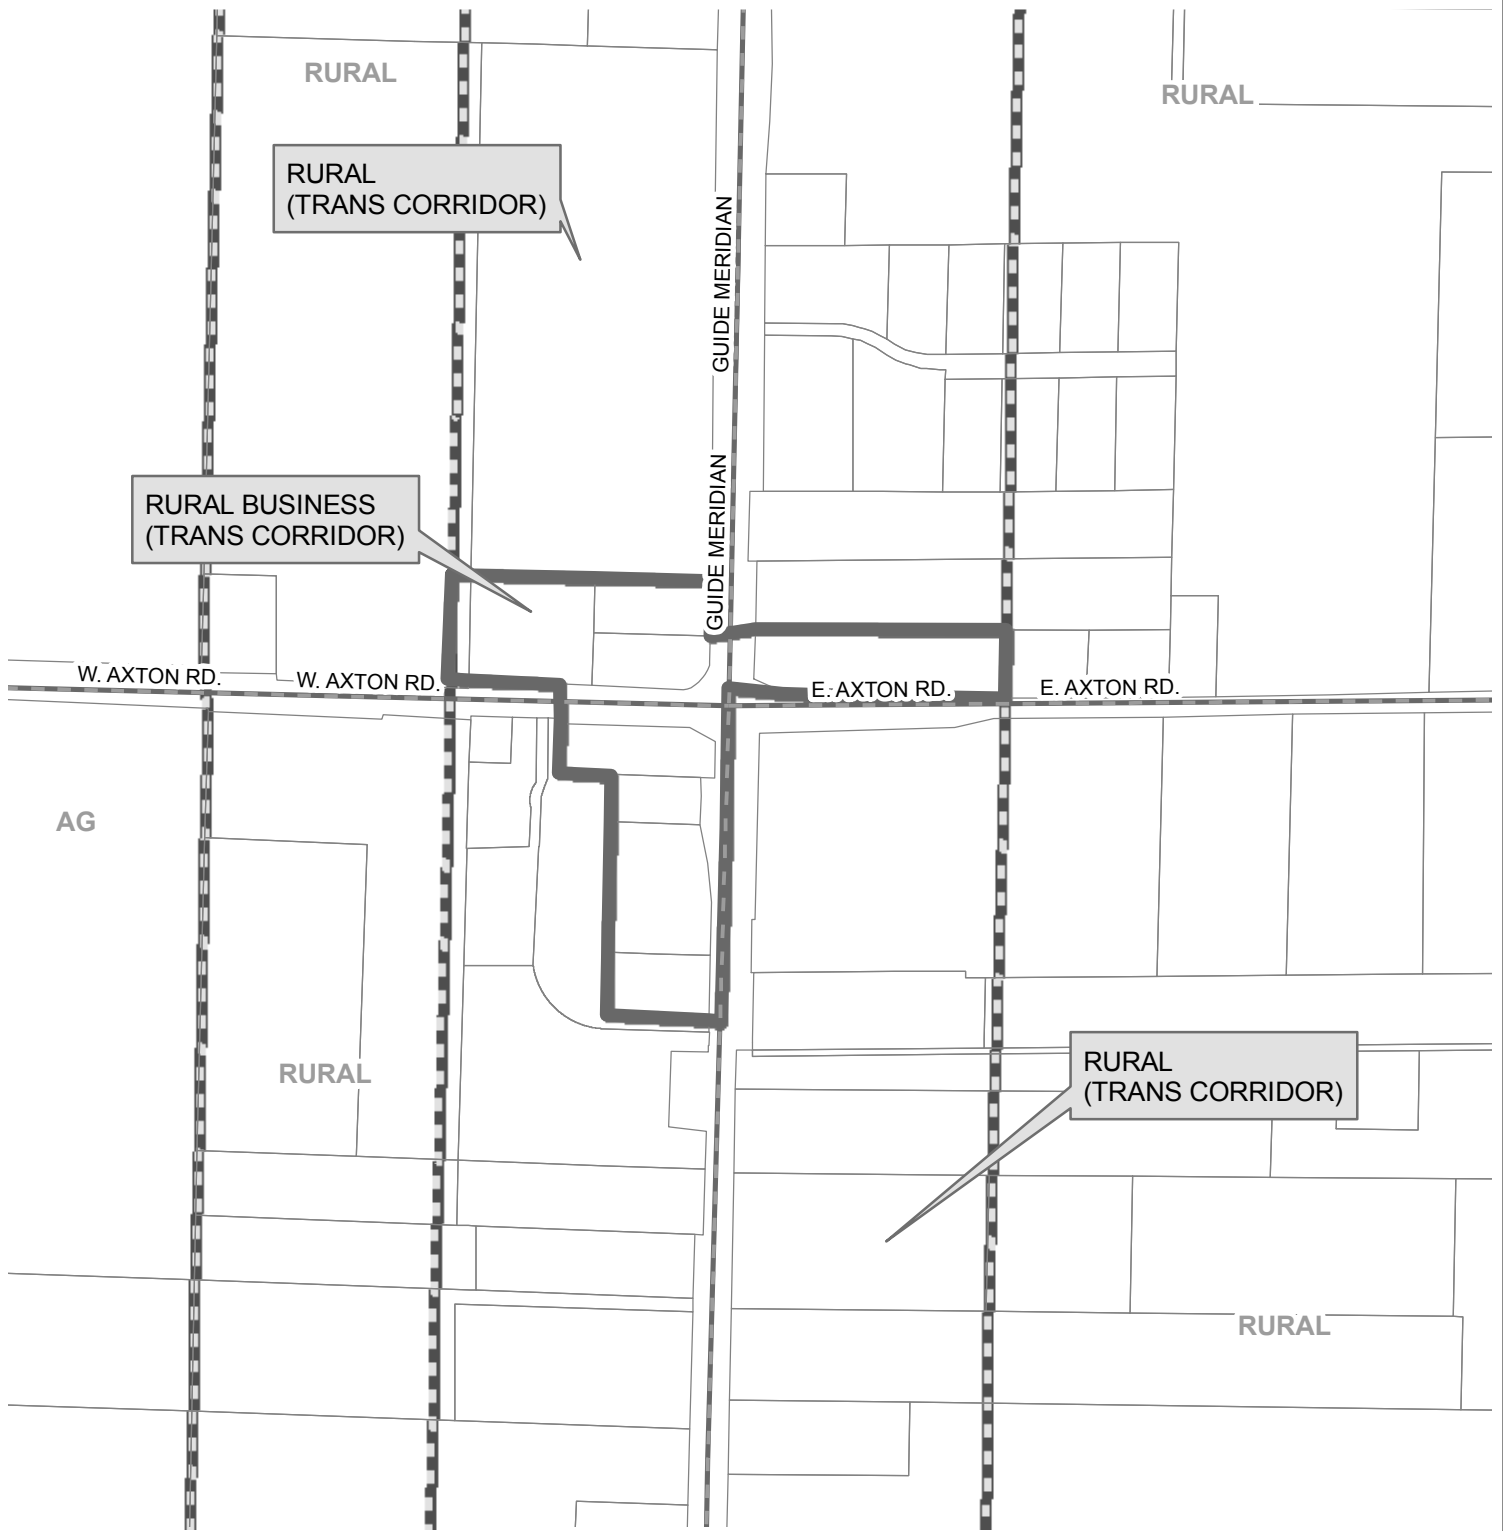 RURAL
RURAL
RURAL
(TRANS CORRIDOR)
GUIDE MERIDIAN
RURAL BUSINESS
(TRANS CORRIDOR)
GUIDE MERIDIAN
W. AXTON RD.
W. AXTON RD.
E. AXTON RD.
E. AXTON RD.
AG
RURAL
RURAL
(TRANS CORRIDOR)
RURAL